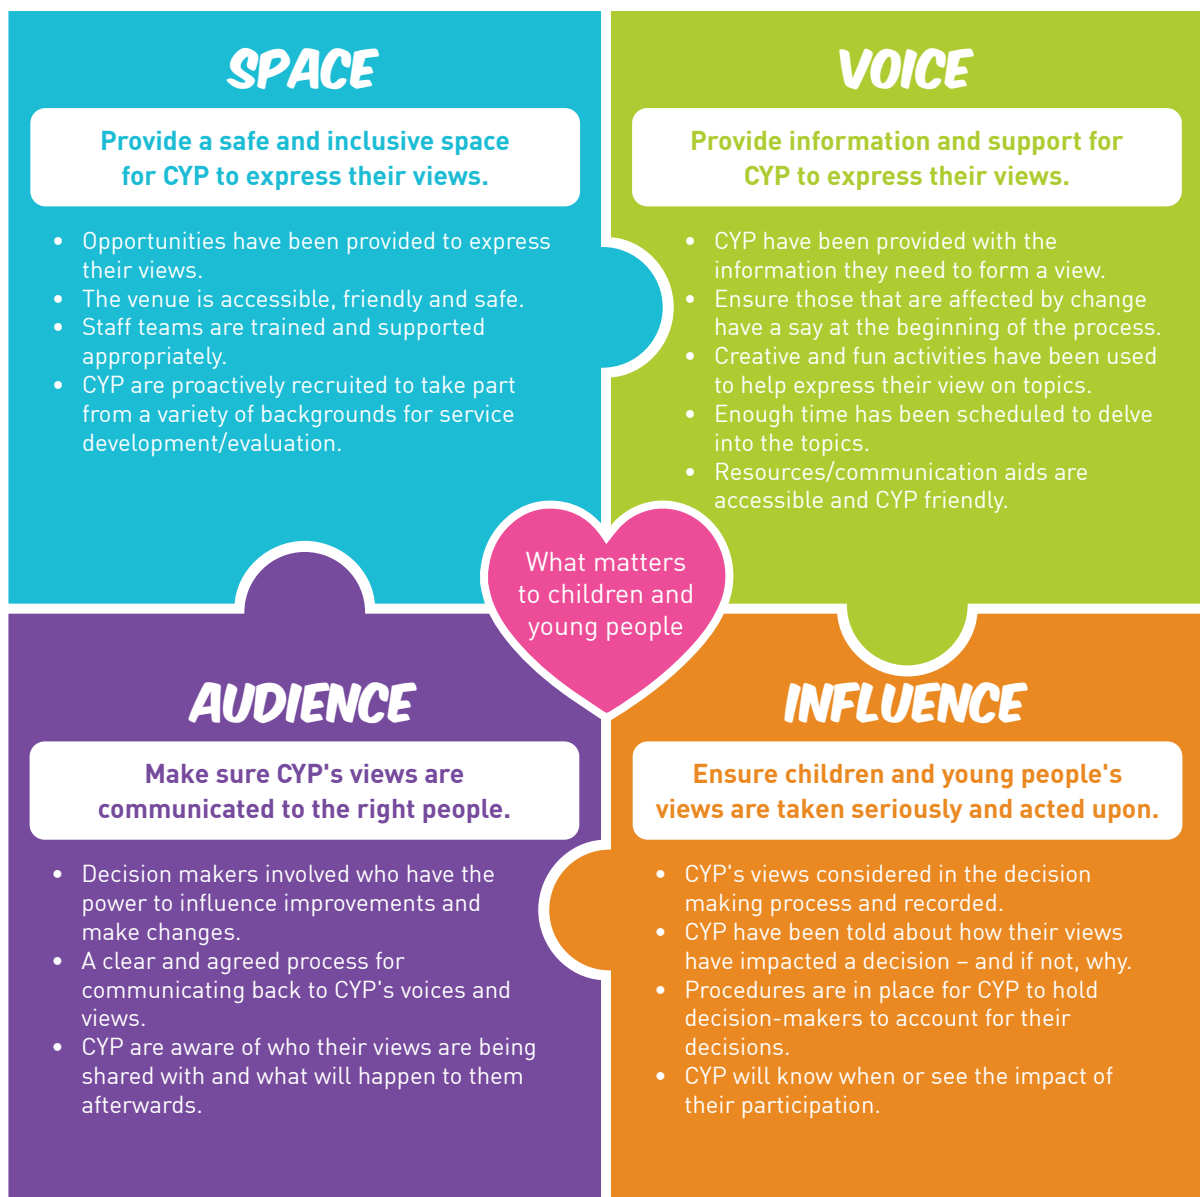 SPACE
Provide a safe and inclusive space
for CYP to express their views.
• Opportunities have been provided to express
their views.
• The venue is accessible, friendly and safe.
• Staff teams are trained and supported
appropriately.
• CYP are proactively recruited to take part
from a variety of backgrounds for service
development/evaluation.
VOICE
Provide information and support for
CYP to express their views.
• CYP have been provided with the
information they need to form a view.
• Ensure those that are affected by change
have a say at the beginning of the process.
• Creative and fun activities have been used
to help express their view on topics.
• Enough time has been scheduled to delve
into the topics.
• Resources/communication aids are
accessible and CYP friendly.
What matters
to children and
young people
AUDIENCE
Make sure CYP's views are
communicated to the right people.
• Decision makers involved who have the
power to influence improvements and
make changes.
• A clear and agreed process for
communicating back to CYP's voices and
views.
• CYP are aware of who their views are being
shared with and what will happen to them
afterwards.
INFLUENCE
Ensure children and young people's
views are taken seriously and acted upon.
• CYP's views considered in the decision
making process and recorded.
• CYP have been told about how their views
have impacted a decision – and if not, why.
• Procedures are in place for CYP to hold
decision-makers to account for their
decisions.
• CYP will know when or see the impact of
their participation.